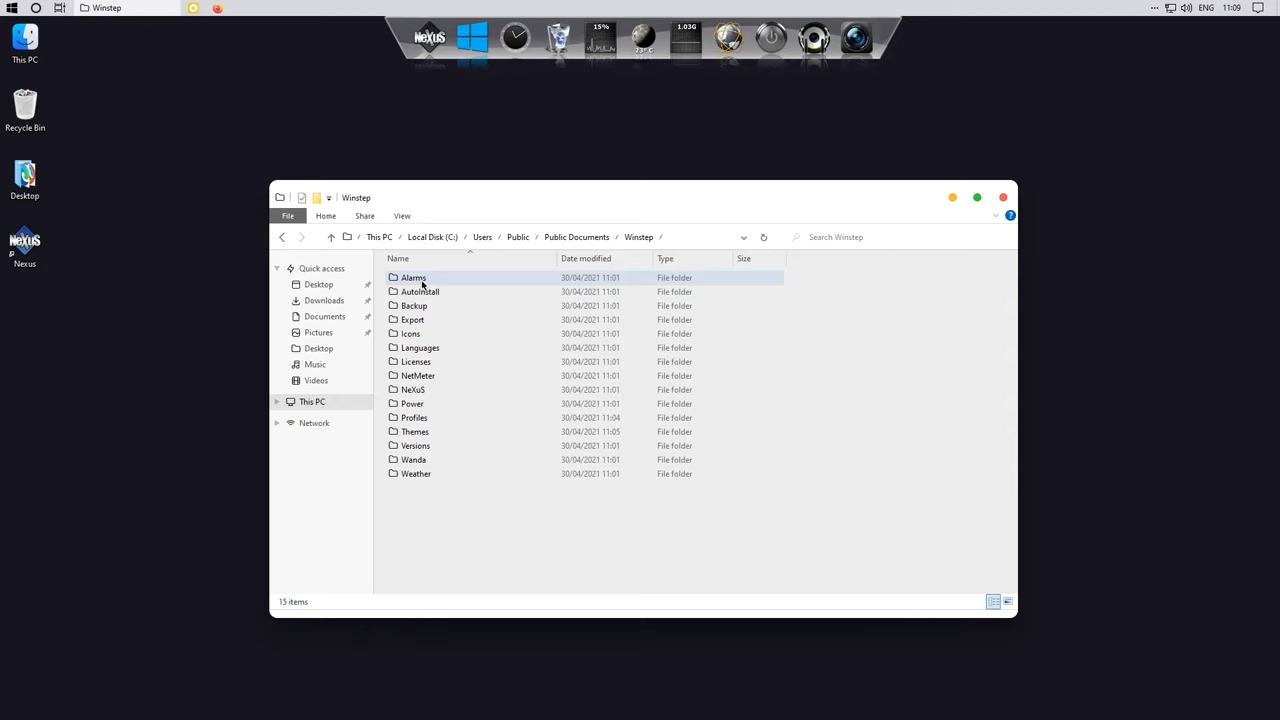 Winstep
ENG 11:09
NeXuS 15% 23° C 1.03G
This PC
Recycle Bin
Desktop
NeXuS
Nexus
Winstep
File Home Share View
This PC / Local Disk (C:) / Users / Public / Public Documents / Winstep /
Search Winstep
Name Date modified Type Size
Quick access
Desktop
Downloads
Documents
Pictures
Desktop
Music
Videos
This PC
Network
Alarms 30/04/2021 11:01 File folder
AutoInstall 30/04/2021 11:01 File folder
Backup 30/04/2021 11:01 File folder
Export 30/04/2021 11:01 File folder
Icons 30/04/2021 11:01 File folder
Languages 30/04/2021 11:01 File folder
Licenses 30/04/2021 11:01 File folder
NetMeter 30/04/2021 11:01 File folder
NeXuS 30/04/2021 11:01 File folder
Power 30/04/2021 11:01 File folder
Profiles 30/04/2021 11:04 File folder
Themes 30/04/2021 11:05 File folder
Versions 30/04/2021 11:01 File folder
Wanda 30/04/2021 11:01 File folder
Weather 30/04/2021 11:01 File folder
15 items